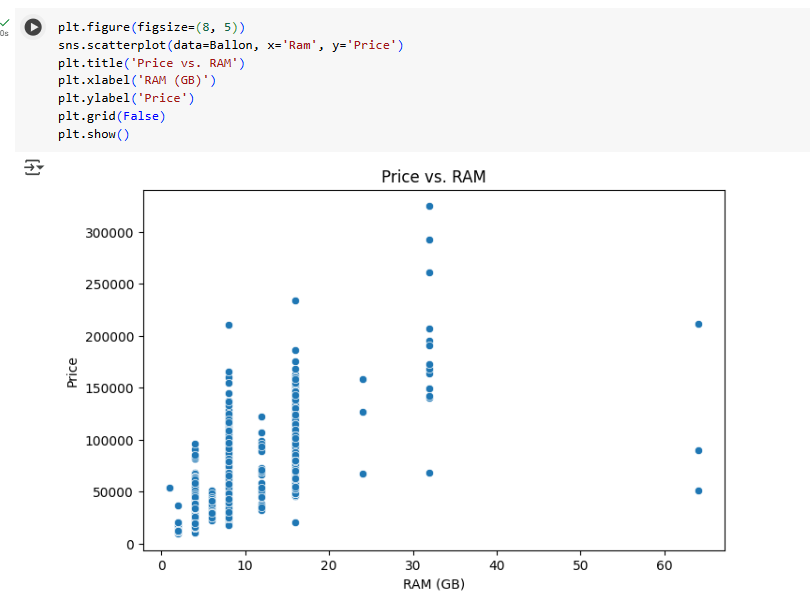 plt.figure(figsize=(8, 5))
sns.scatterplot(data=Ballon, x='Ram', y='Price')
plt.title('Price vs. RAM')
plt.xlabel('RAM (GB)')
plt.ylabel('Price')
plt.grid(False)
plt.show()
0s
Price vs. RAM
300000
250000
200000
150000
100000
50000
0
Price
0 10 20 30 40 50 60
RAM (GB)